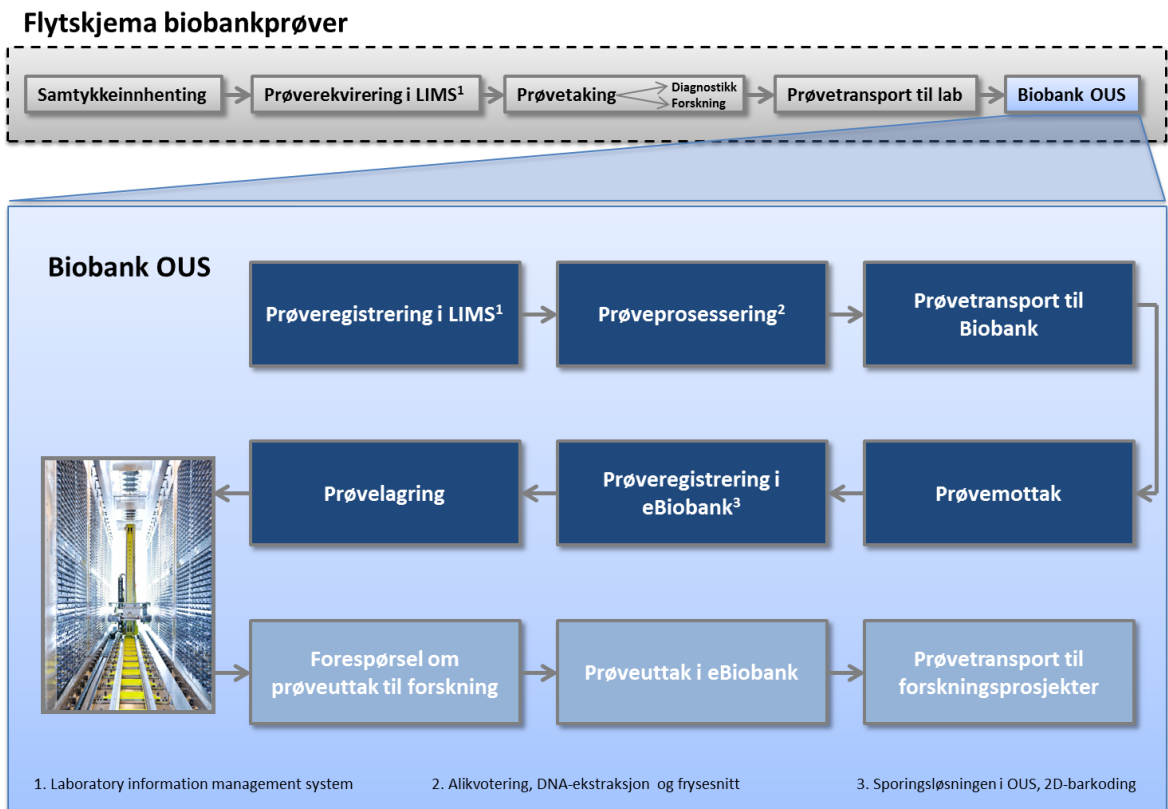 Flytskjema biobankprøver
Samtykkeinnhenting
Prøverekvirering i LIMS¹
Prøvetaking
Diagnostikk
Forskning
Prøvetransport til lab
Biobank OUS
Biobank OUS
Prøveregistrering i LIMS¹
Prøveprosessering²
Prøvetransport til
Biobank
Prøvelagring
Prøveregistrering i
eBiobank³
Prøvemottak
Forespørsel om
prøveuttak til forskning
Prøveuttak i eBiobank
Prøvetransport til
forskningsprosjekter
1. Laboratory information management system
2. Alikvotering, DNA-ekstraksjon og frysesnitt
3. Sporingsløsningen i OUS, 2D-barkoding